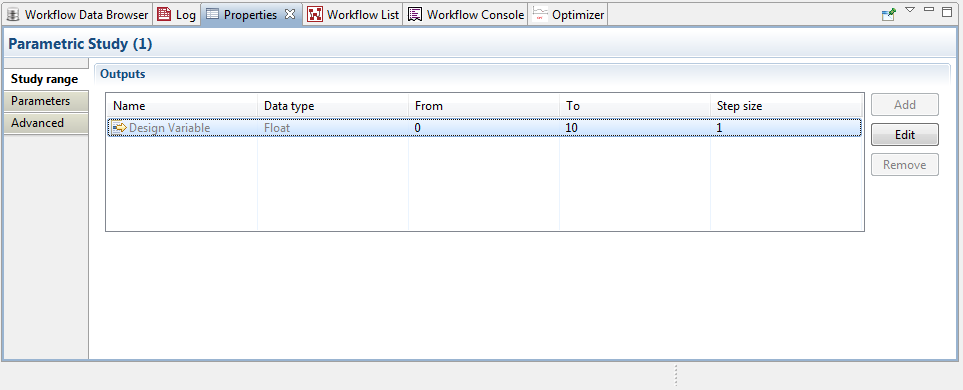 Workflow Data Browser Log Properties Workflow List Workflow Console Optimizer
Parametric Study (1)
Study range
Parameters
Advanced
Outputs
Name Data type From To Step size
Design Variable Float 0 10 1
Add
Edit
Remove